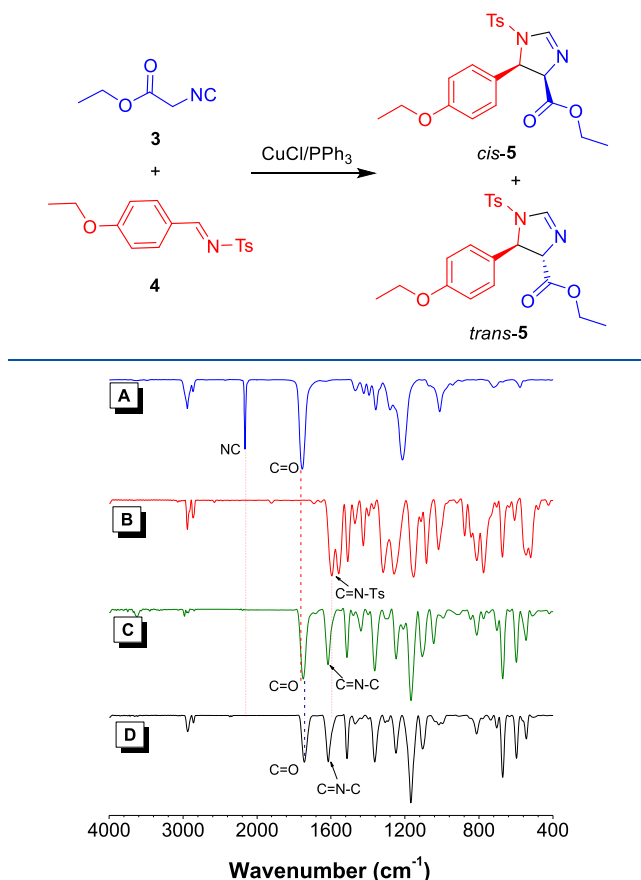 Ts
N
N
O
NC
O
O
O
O
O
3
cis-5
+
CuCl/PPh₃
+
Ts
N
N
O
N
Ts
O
O
O
4
trans-5
A
NC
C=O
B
C=N-Ts
C
C=O
C=N-C
D
C=O
C=N-C
4000 3000 2000 1600 1200 800 400
Wavenumber (cm⁻¹)